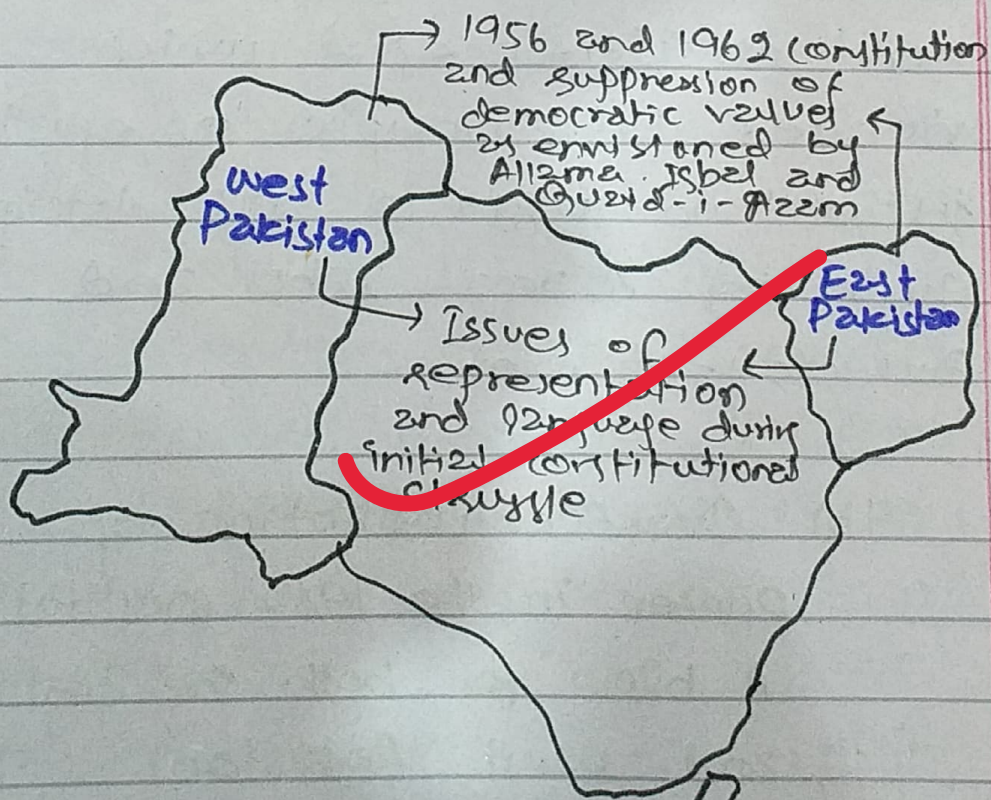 1956 and 1962 Constitution
and suppression of
democratic values
as envisioned by
Allama Iqbal and
Quaid-i-Azam
West
Pakistan
East
Pakistan
Issues of
representation
and language during
initial constitutional
struggle